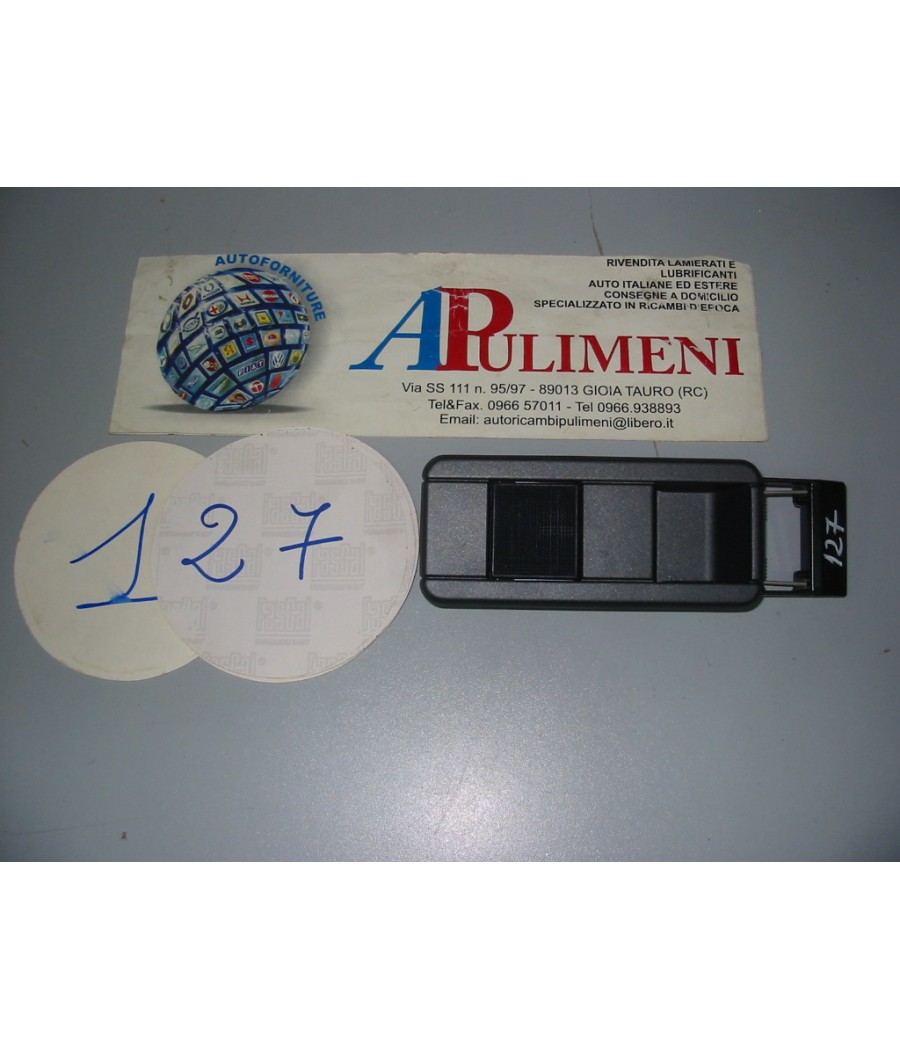 AUTOFORNITURE
RIVENDITA LAMIERATI E
LUBRIFICANTI
AUTO ITALIANE ED ESTERE
CONSEGNE A DOMICILIO
SPECIALIZZATO IN RICAMBI D'EPOCA
APULIMENI
Via SS 111 n. 95/97 - 89013 GIOIA TAURO (RC)
Tel&Fax. 0966 57011 - Tel 0966.938893
Email: autoricambipulimeni@libero.it
FIAT
127
127